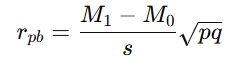 r_{pb} = \frac{M_1 - M_0}{s} \sqrt{pq}